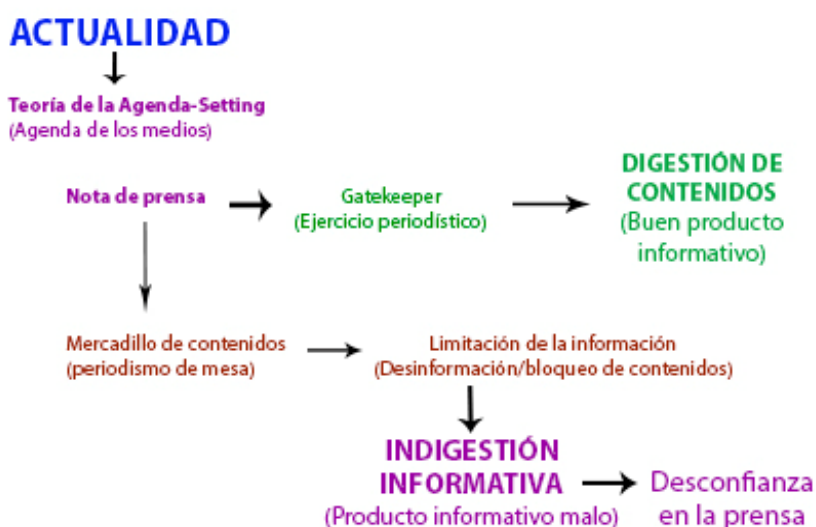 ACTUALIDAD
Teoría de la Agenda-Setting
(Agenda de los medios)
Nota de prensa
Gatekeeper
(Ejercicio periodístico)
DIGESTIÓN DE
CONTENIDOS
(Buen producto
informativo)
Mercadillo de contenidos
(periodismo de mesa)
Limitación de la información
(Desinformación/bloqueo de contenidos)
INDIGESTIÓN
INFORMATIVA
(Producto informativo malo)
Desconfianza
en la prensa